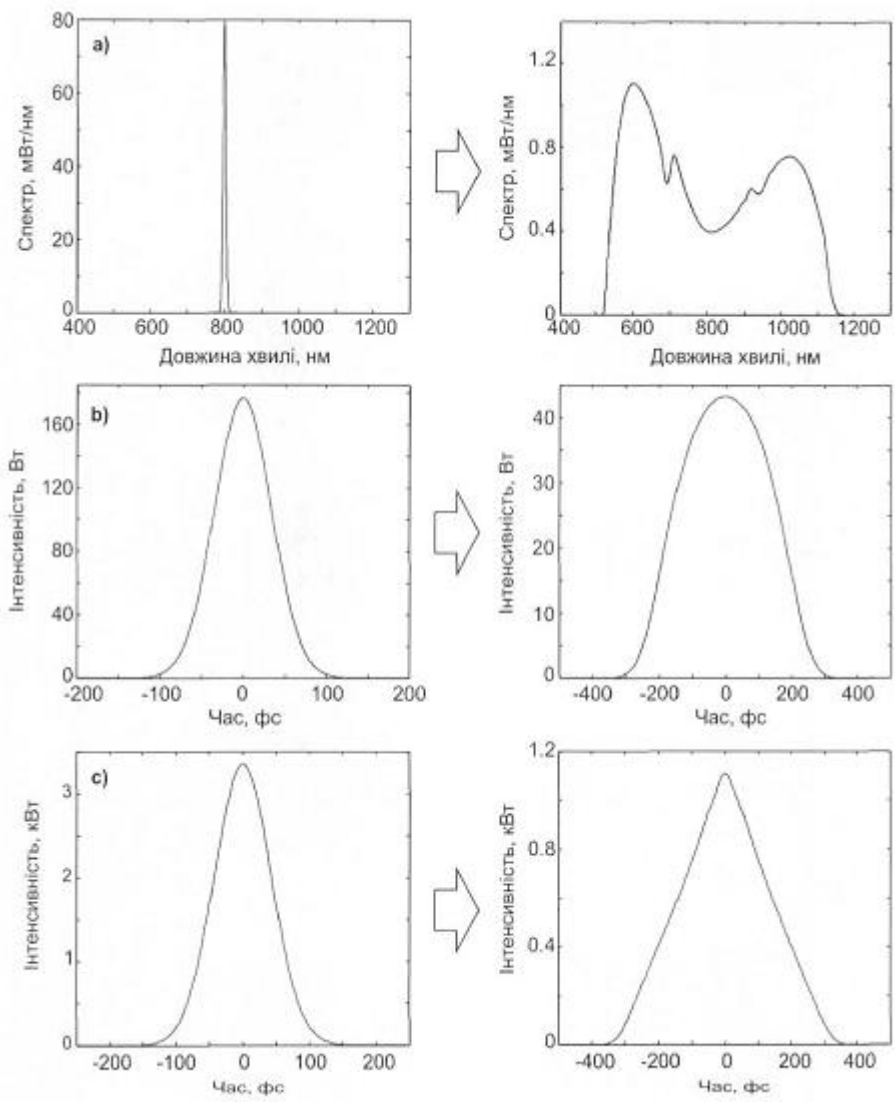 a)
80
60
40
20
0
Спектр, мВт/нм
400 600 800 1000 1200
Довжина хвилі, нм
1.2
0.8
0.4
0
Спектр, мВт/нм
400 600 800 1000 1200
Довжина хвилі, нм
b)
160
120
80
40
0
Інтенсивність, Вт
-200 -100 0 100 200
Час, фс
40
30
20
10
0
Інтенсивність, Вт
-400 -200 0 200 400
Час, фс
c)
3
2
1
0
Інтенсивність, кВт
-200 -100 0 100 200
Час, фс
1.2
0.8
0.4
0
Інтенсивність, кВт
-400 -200 0 200 400
Час, фс